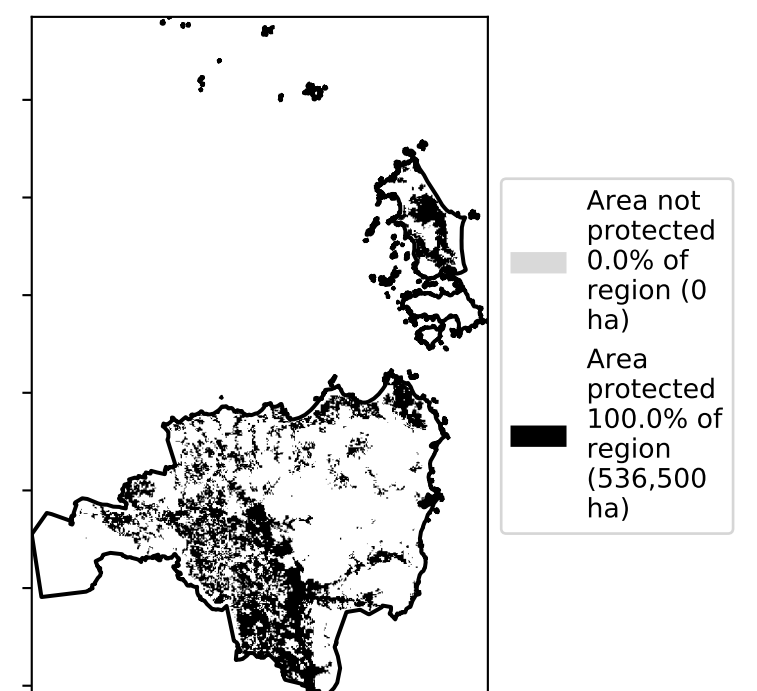 Area not
protected
0.0% of
region (0
ha)
Area
protected
100.0% of
region
(536,500
ha)